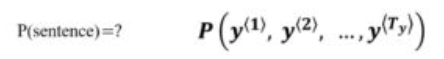 P(sentence)=? P(y⟨1⟩, y⟨2⟩, …, y⟨Ty⟩)